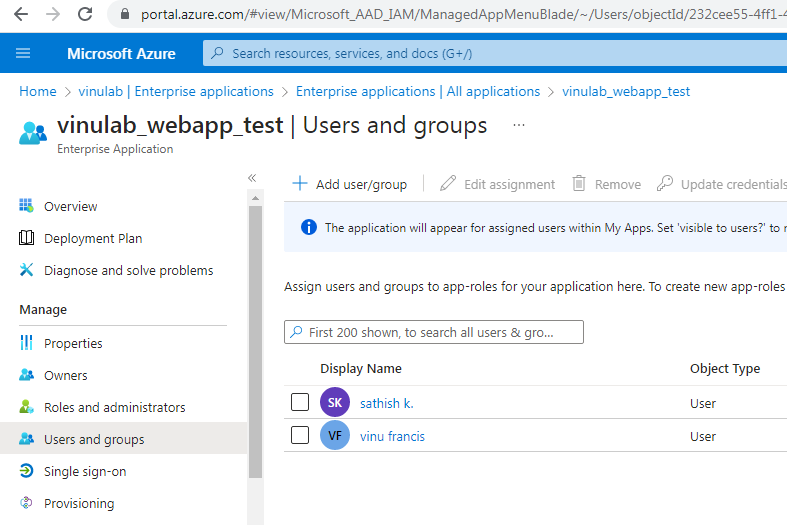 portal.azure.com/#view/Microsoft_AAD_IAM/ManagedAppMenuBlade/~/Users/objectId/232cee55-4ff1-4
Microsoft Azure
Search resources, services, and docs (G+/)
Home > vinulab | Enterprise applications > Enterprise applications | All applications > vinulab_webapp_test
vinulab_webapp_test | Users and groups ...
Enterprise Application
«
Overview
Deployment Plan
Diagnose and solve problems
Manage
Properties
Owners
Roles and administrators
Users and groups
Single sign-on
Provisioning
+ Add user/group
Edit assignment
Remove
Update credentials
The application will appear for assigned users within My Apps. Set 'visible to users?' to
Assign users and groups to app-roles for your application here. To create new app-roles
First 200 shown, to search all users & gro...
Display Name Object Type
SK sathish k. User
VF vinu francis User